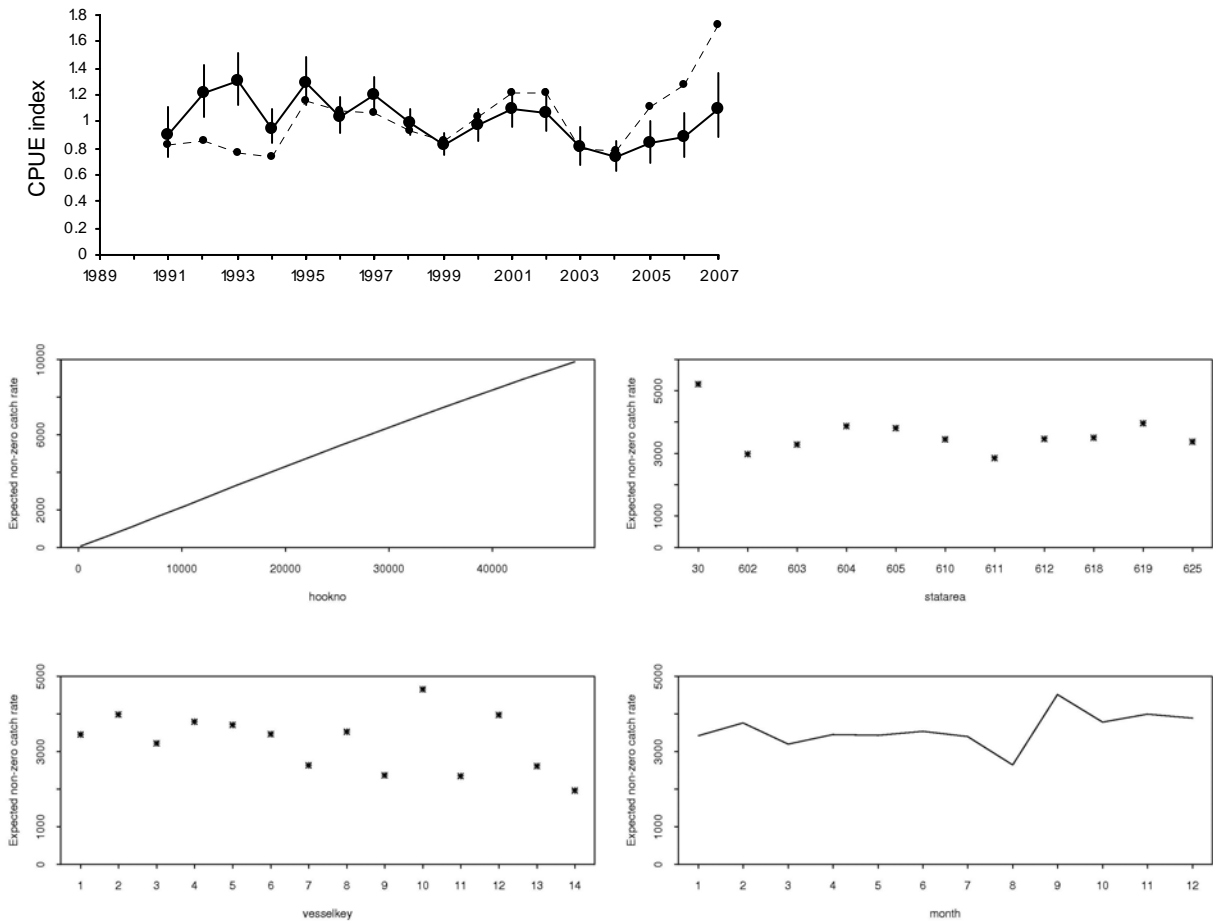 CPUE index
1.8
1.6
1.4
1.2
1
0.8
0.6
0.4
0.2
0
1989 1991 1993 1995 1997 1999 2001 2003 2005 2007
Expected non-zero catch rate
10000
6000
2000
0
0 10000 20000 30000 40000
hookno
Expected non-zero catch rate
5000
3000
1000
0
30 602 603 604 605 610 611 612 618 619 625
statarea
Expected non-zero catch rate
5000
3000
1000
0
1 2 3 4 5 6 7 8 9 10 11 12 13 14
vesselkey
Expected non-zero catch rate
5000
3000
1000
0
1 2 3 4 5 6 7 8 9 10 11 12
month